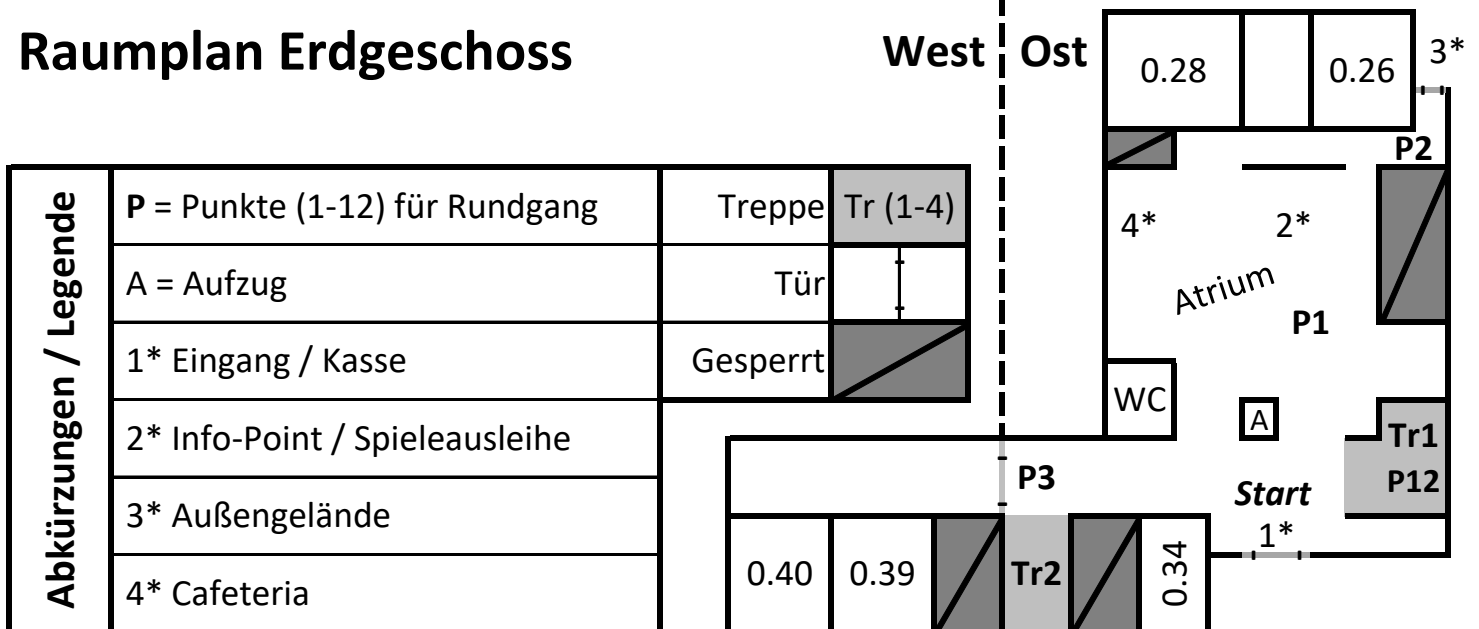 Raumplan Erdgeschoss
West Ost
0.28 0.26 3*
P2
Abkürzungen / Legende
P = Punkte (1-12) für Rundgang Treppe Tr (1-4)
A = Aufzug Tür
1* Eingang / Kasse Gesperrt
2* Info-Point / Spieleausleihe
3* Außengelände
4* Cafeteria
4* 2*
Atrium
P1
WC A Tr1
P3 Start P12
1*
0.40 0.39 Tr2 0.34